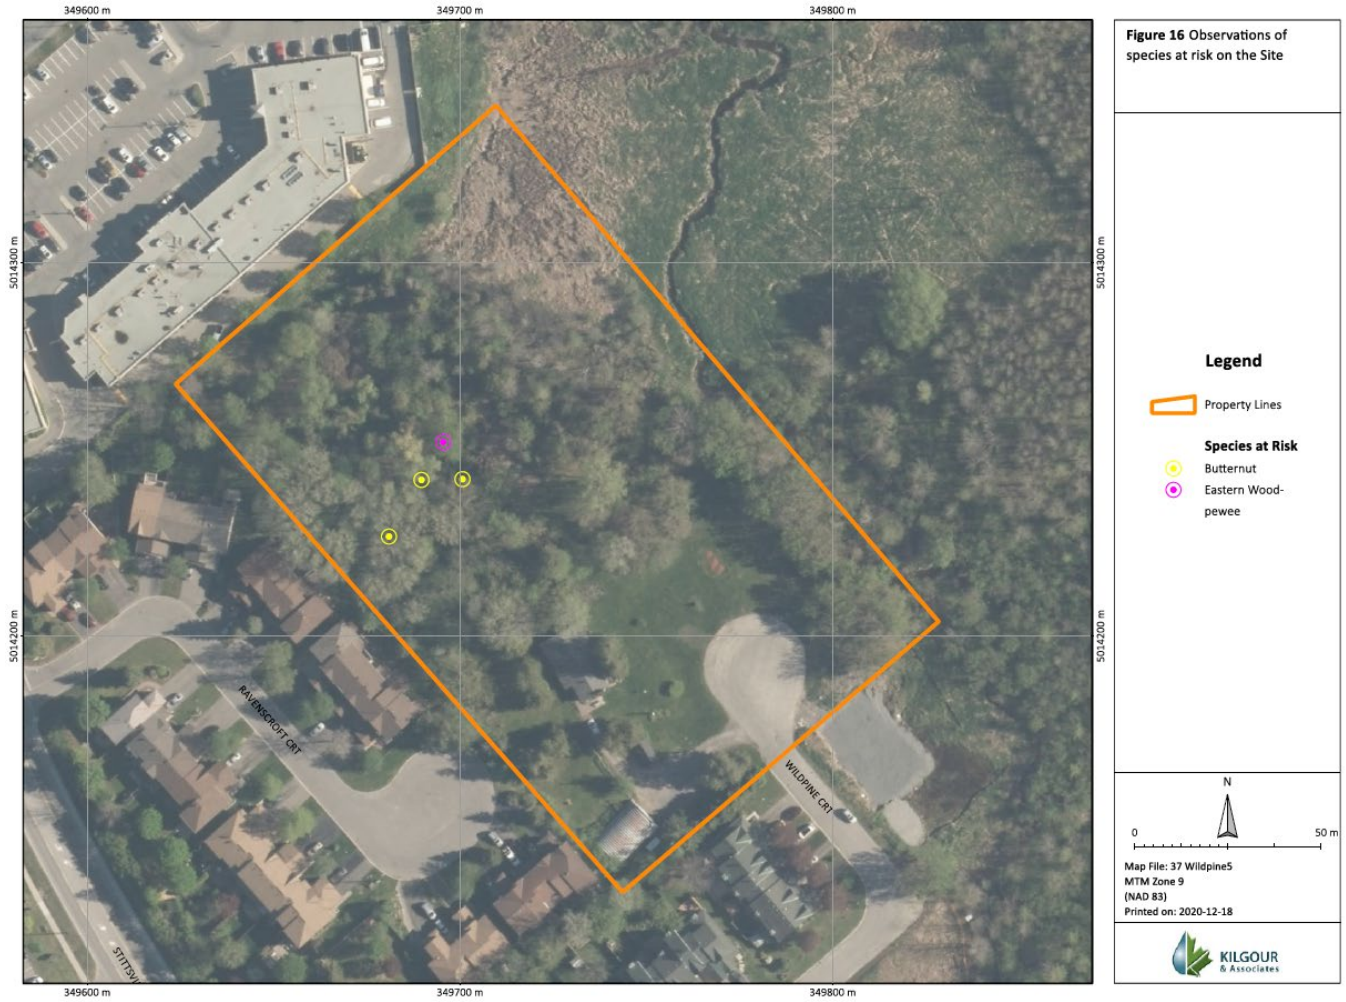 349600 m
349700 m
349800 m
Figure 16 Observations of
species at risk on the Site
5014300 m
5014300 m
Legend
Property Lines
Species at Risk
Butternut
Eastern Wood-
pewee
5014200 m
5014200 m
RAVENSCROFT CRT
WILDPINE CRT
STITTSVI
N
0
50 m
Map File: 37 Wildpine5
MTM Zone 9
(NAD 83)
Printed on: 2020-12-18
KILGOUR
& Associates
349600 m
349700 m
349800 m